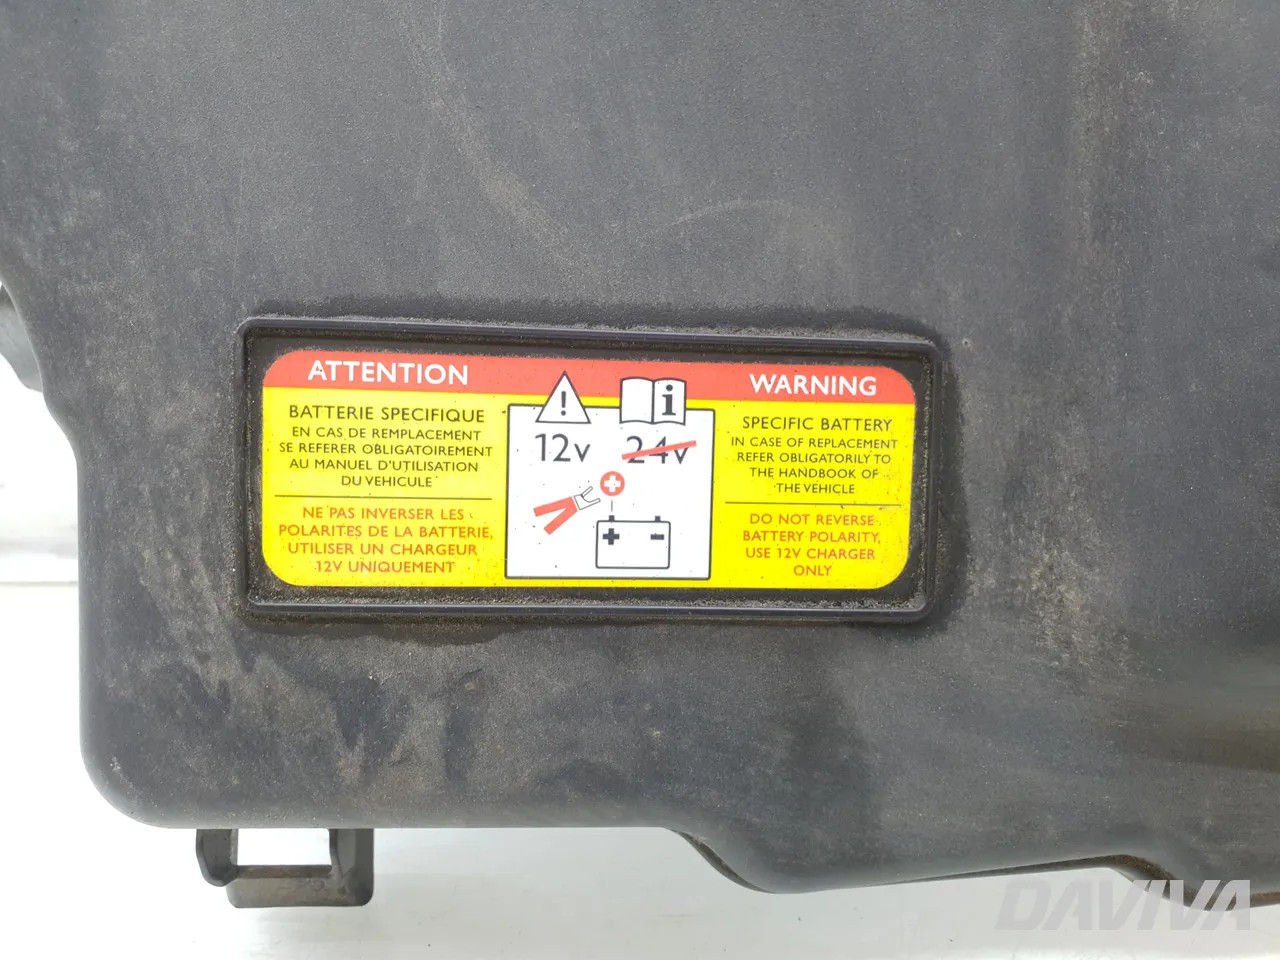 ATTENTION
BATTERIE SPECIFIQUE
EN CAS DE REMPLACEMENT
SE REFERER OBLIGATOIREMENT
AU MANUEL D'UTILISATION
DU VEHICULE
NE PAS INVERSER LES
POLARITES DE LA BATTERIE,
UTILISER UN CHARGEUR
12V UNIQUEMENT
! i
12v 24v
+ -
WARNING
SPECIFIC BATTERY
IN CASE OF REPLACEMENT
REFER OBLIGATORILY TO
THE HANDBOOK OF
THE VEHICLE
DO NOT REVERSE
BATTERY POLARITY,
USE 12V CHARGER
ONLY
DAVIVA